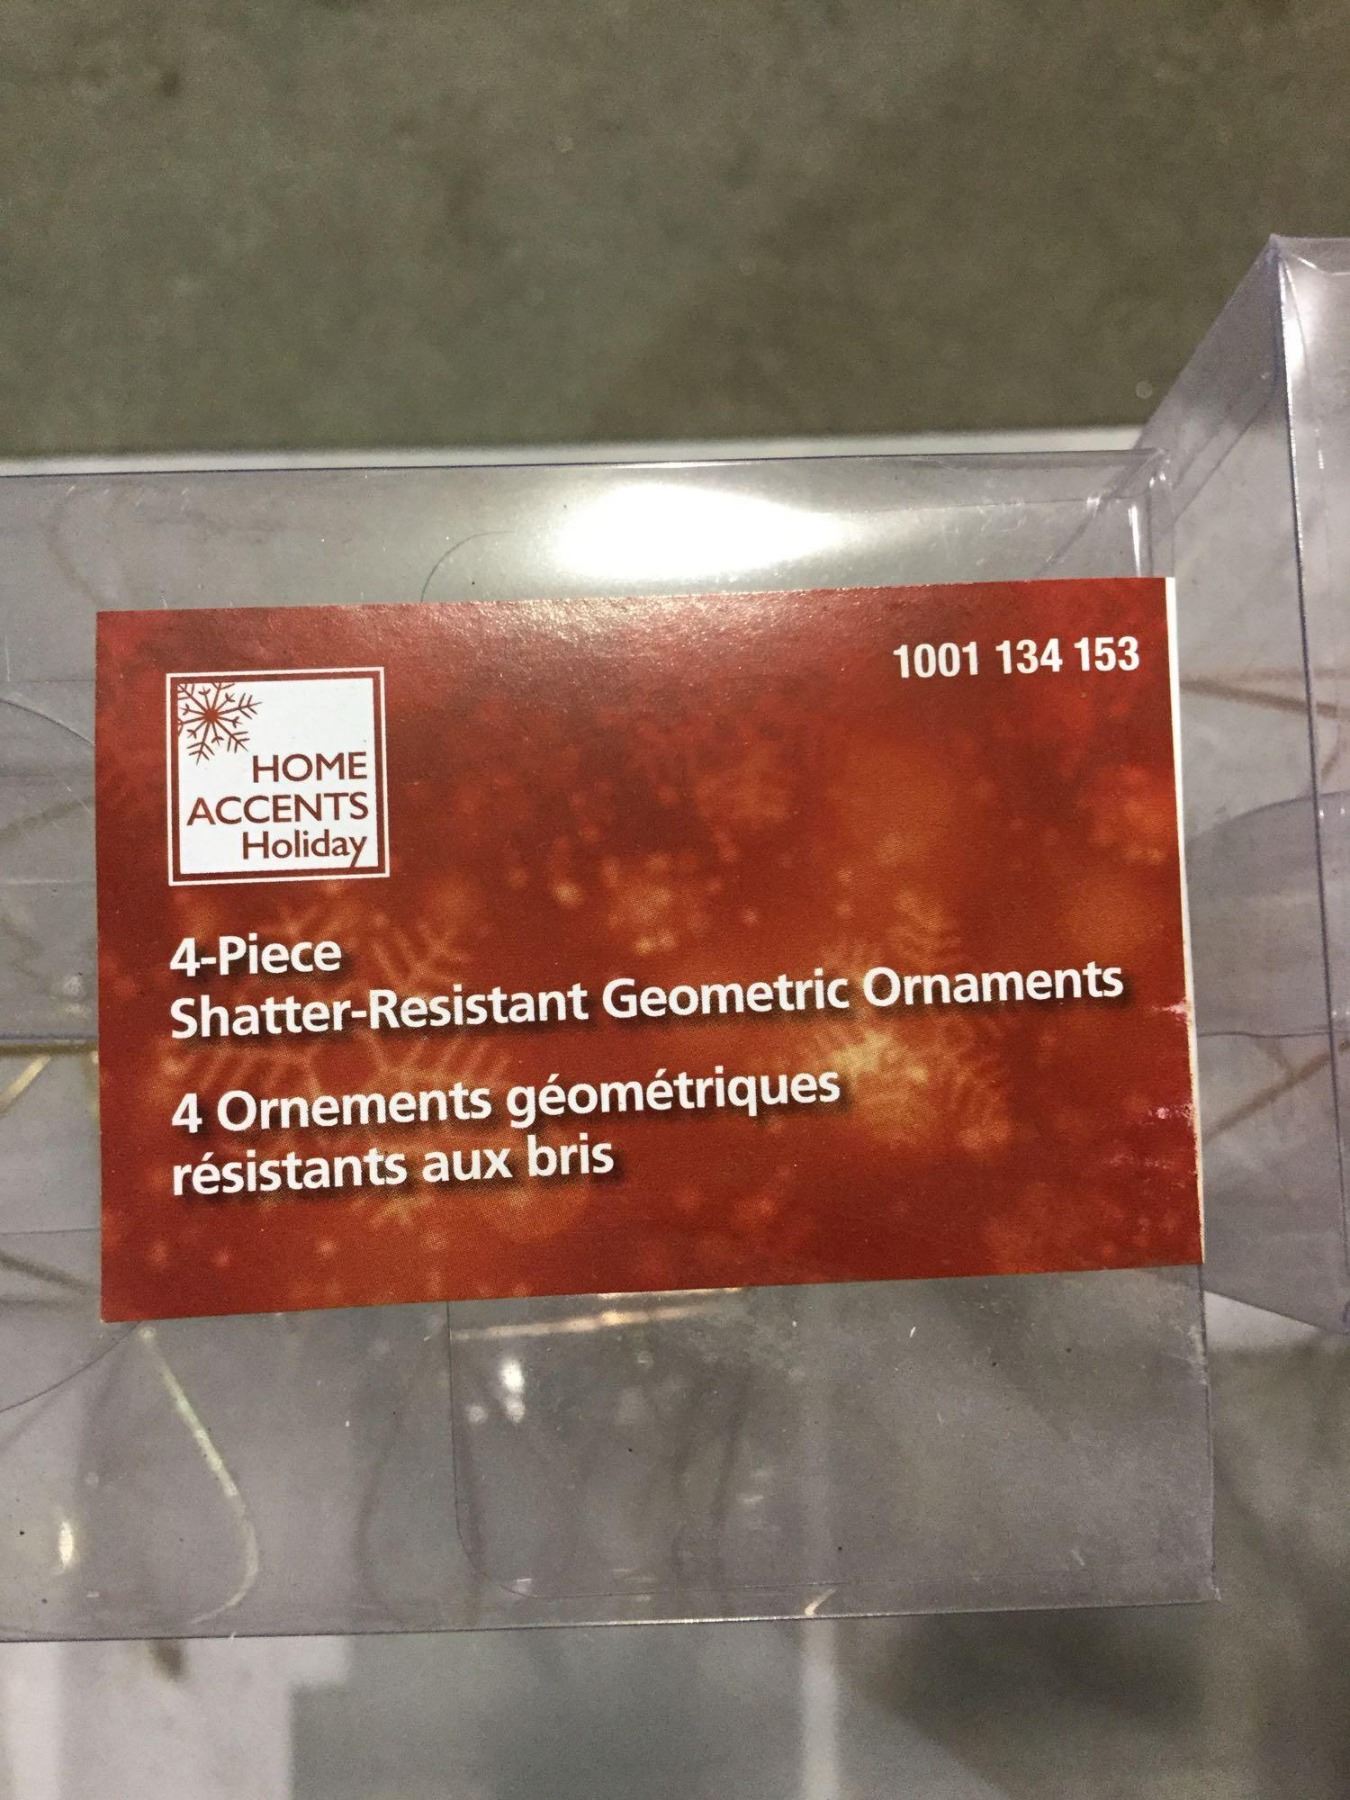 1001 134 153
HOME
ACCENTS
Holiday
4-Piece
Shatter-Resistant Geometric Ornaments
4 Ornements géométriques
résistants aux bris